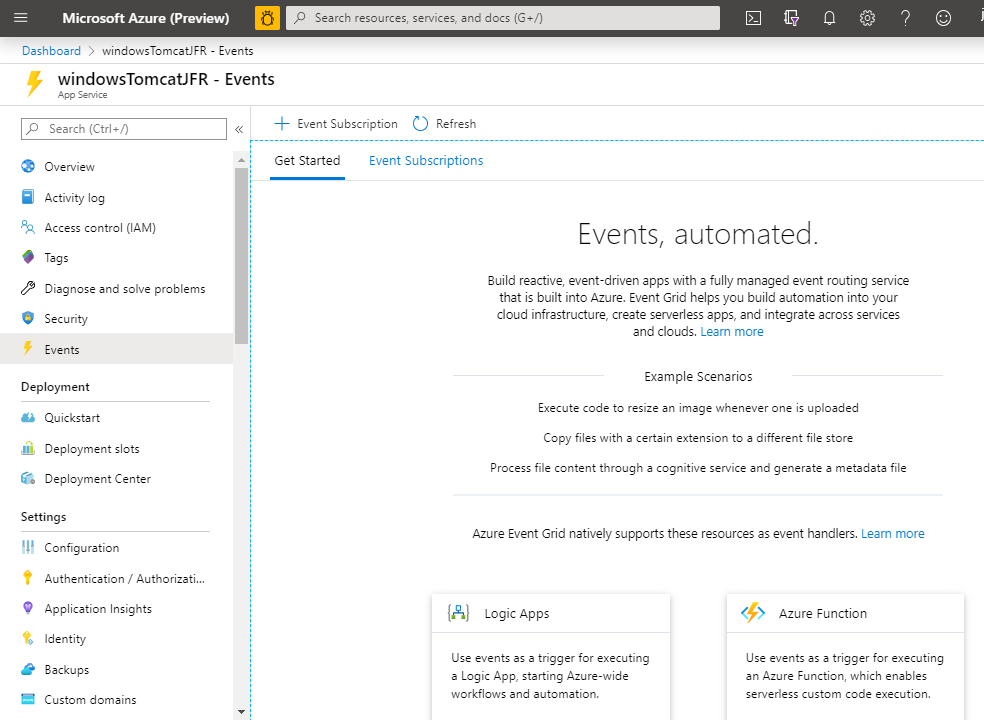 Microsoft Azure (Preview)
Search resources, services, and docs (G+/)
Dashboard > windowsTomcatJFR - Events
windowsTomcatJFR - Events
App Service
Search (Ctrl+/)
«
Overview
Activity log
Access control (IAM)
Tags
Diagnose and solve problems
Security
Events
Deployment
Quickstart
Deployment slots
Deployment Center
Settings
Configuration
Authentication / Authorizati...
Application Insights
Identity
Backups
Custom domains
Event Subscription
Refresh
Get Started
Event Subscriptions
Events, automated.
Build reactive, event-driven apps with a fully managed event routing service
that is built into Azure. Event Grid helps you build automation into your
cloud infrastructure, create serverless apps, and integrate across services
and clouds. Learn more
Example Scenarios
Execute code to resize an image whenever one is uploaded
Copy files with a certain extension to a different file store
Process file content through a cognitive service and generate a metadata file
Azure Event Grid natively supports these resources as event handlers. Learn more
Logic Apps
Use events as a trigger for executing
a Logic App, starting Azure-wide
workflows and automation.
Azure Function
Use events as a trigger for executing
an Azure Function, which enables
serverless custom code execution.